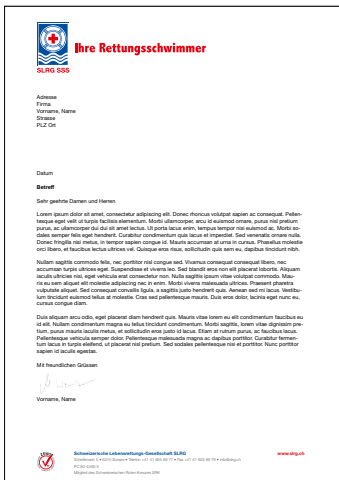 Ihre Rettungsschwimmer
SLRG SSS
Adresse
Firma
Vorname, Name
Strasse
PLZ Ort
Datum
Betreff
Sehr geehrte Damen und Herren
Lorem ipsum dolor sit amet, consectetur adipiscing elit. Donec rhoncus volutpat sapien ac consequat. Pellen-
tesque eget velit ut turpis facilisis elementum. Morbi ullamcorper, arcu id euismod ornare, purus nisl pretium
purus, ac ullamcorper dui dui sit amet lectus. Ut porta lacus enim, tempus tempor nisi euismod ac. Morbi so-
dales semper felis eget hendrerit. Curabitur condimentum quis lacus et imperdiet. Sed venenatis ornare nulla.
Donec fringilla nisi metus, in tempor sapien congue id. Mauris accumsan at urna in cursus. Phasellus molestie
orci libero, et faucibus lectus ultrices vel. Quisque eros risus, sollicitudin quis sem eu, dapibus tincidunt nibh.
Nullam sagittis commodo felis, nec porttitor nisl congue sed. Vivamus consequat consequat libero, nec
accumsan turpis ultrices eget. Suspendisse et viverra leo. Sed blandit eros non elit placerat lobortis. Aliquam
iaculis ultricies nisi, eget vehicula erat consectetur non. Nulla sagittis ipsum vitae volutpat commodo. Mau-
ris eu sem aliquet elit molestie adipiscing nec in enim. Morbi viverra malesuada ultrices. Praesent pharetra
vulputate aliquet. Sed consequat convallis ligula, a sagittis justo hendrerit quis. Aenean sed mi lacus. Vestibu-
lum tincidunt euismod tellus at molestie. Cras sed pellentesque mauris. Duis eros dolor, lacinia eget nunc eu,
cursus congue diam.
Duis aliquam arcu odio, eget placerat diam hendrerit quis. Mauris vitae lorem eu elit condimentum faucibus eu
id elit. Nullam condimentum magna eu tellus tincidunt condimentum. Morbi sagittis, lorem vitae dignissim pre-
tium, purus mauris iaculis metus, et sollicitudin eros justo id lacus. Etiam at rutrum purus, ac faucibus lacus.
Pellentesque vehicula semper dolor. Pellentesque malesuada magna ac dapibus porttitor. Curabitur fermen-
tum lacus in turpis eleifend, ut placerat nisl pretium. Sed sodales pellentesque nisi et porttitor. Nunc porttitor
sapien id iaculis egestas.
Mit freundlichen Grüssen
Vorname, Name
Schweizerische Lebensrettungs-Gesellschaft SLRG
www.slrg.ch